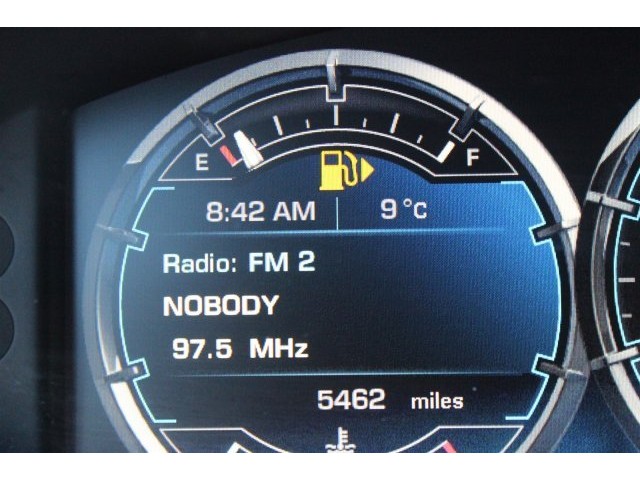 E F
8:42 AM 9°c
Radio: FM 2
NOBODY
97.5 MHz
5462 miles